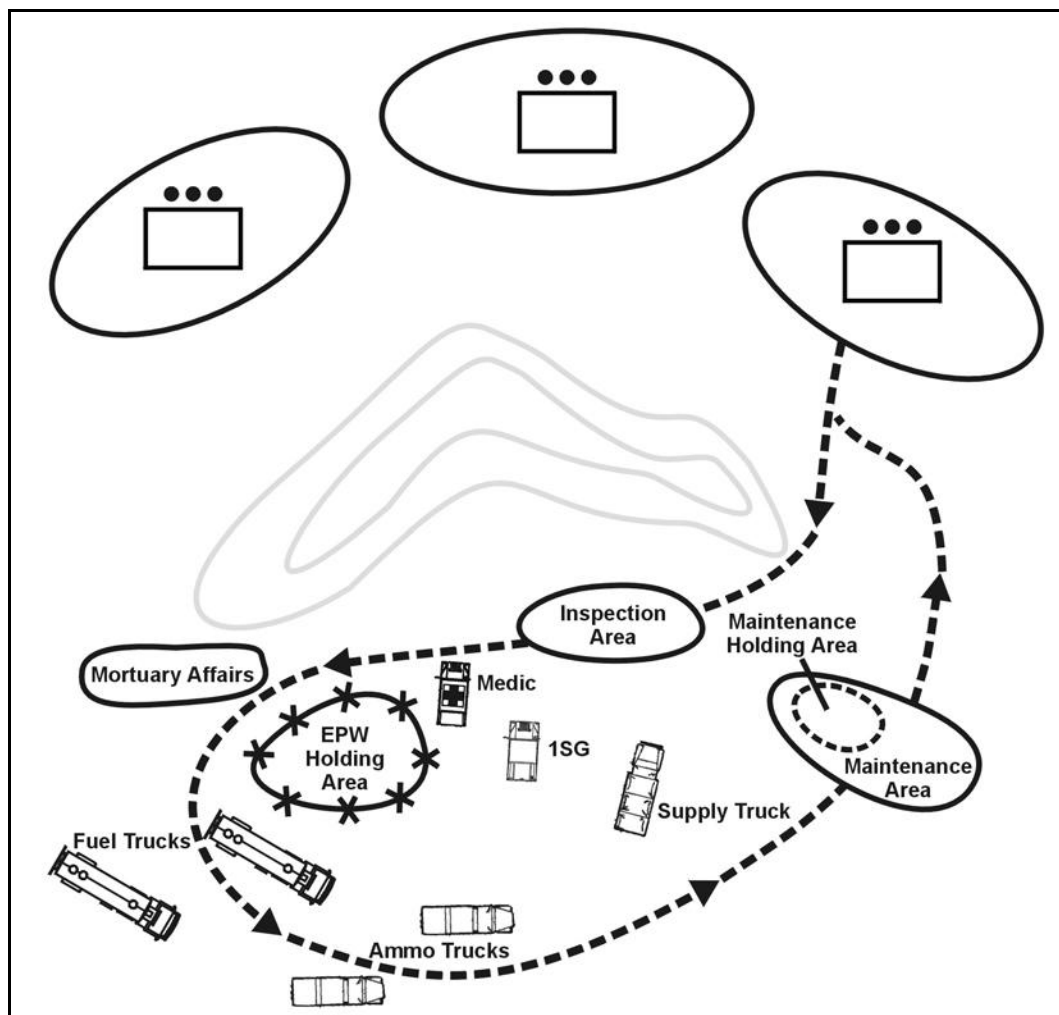 Inspection
Area
Maintenance
Holding Area
Mortuary Affairs
Medic
EPW
Holding
Area
1SG
Maintenance
Area
Supply Truck
Fuel Trucks
Ammo Trucks